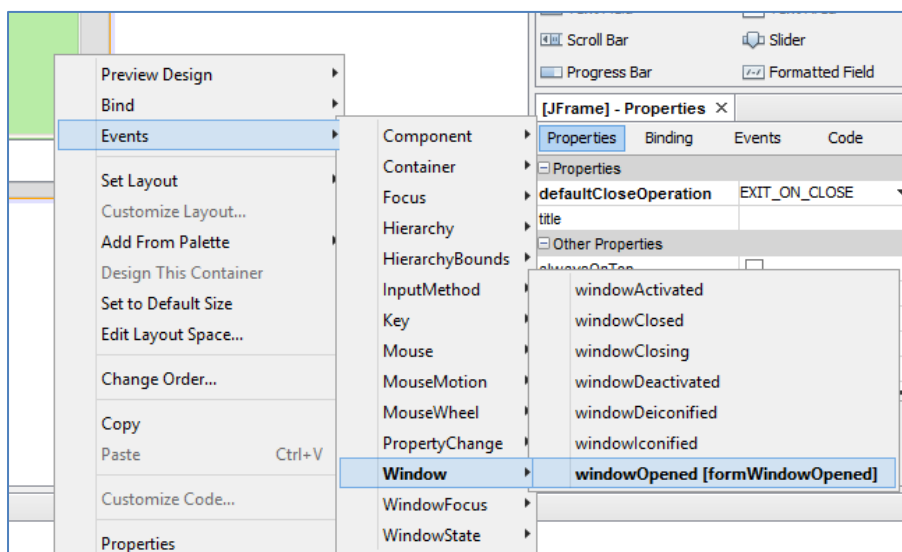 Scroll Bar
Slider
Progress Bar
Formatted Field
[JFrame] - Properties ×
Properties
Binding
Events
Code
Properties
defaultCloseOperation
EXIT_ON_CLOSE
title
Other Properties
Preview Design
Bind
Events
Set Layout
Customize Layout...
Add From Palette
Design This Container
Set to Default Size
Edit Layout Space...
Change Order...
Copy
Paste Ctrl+V
Customize Code...
Properties
Component
Container
Focus
Hierarchy
HierarchyBounds
InputMethod
Key
Mouse
MouseMotion
MouseWheel
PropertyChange
Window
WindowFocus
WindowState
windowActivated
windowClosed
windowClosing
windowDeactivated
windowDeiconified
windowIconified
windowOpened [formWindowOpened]